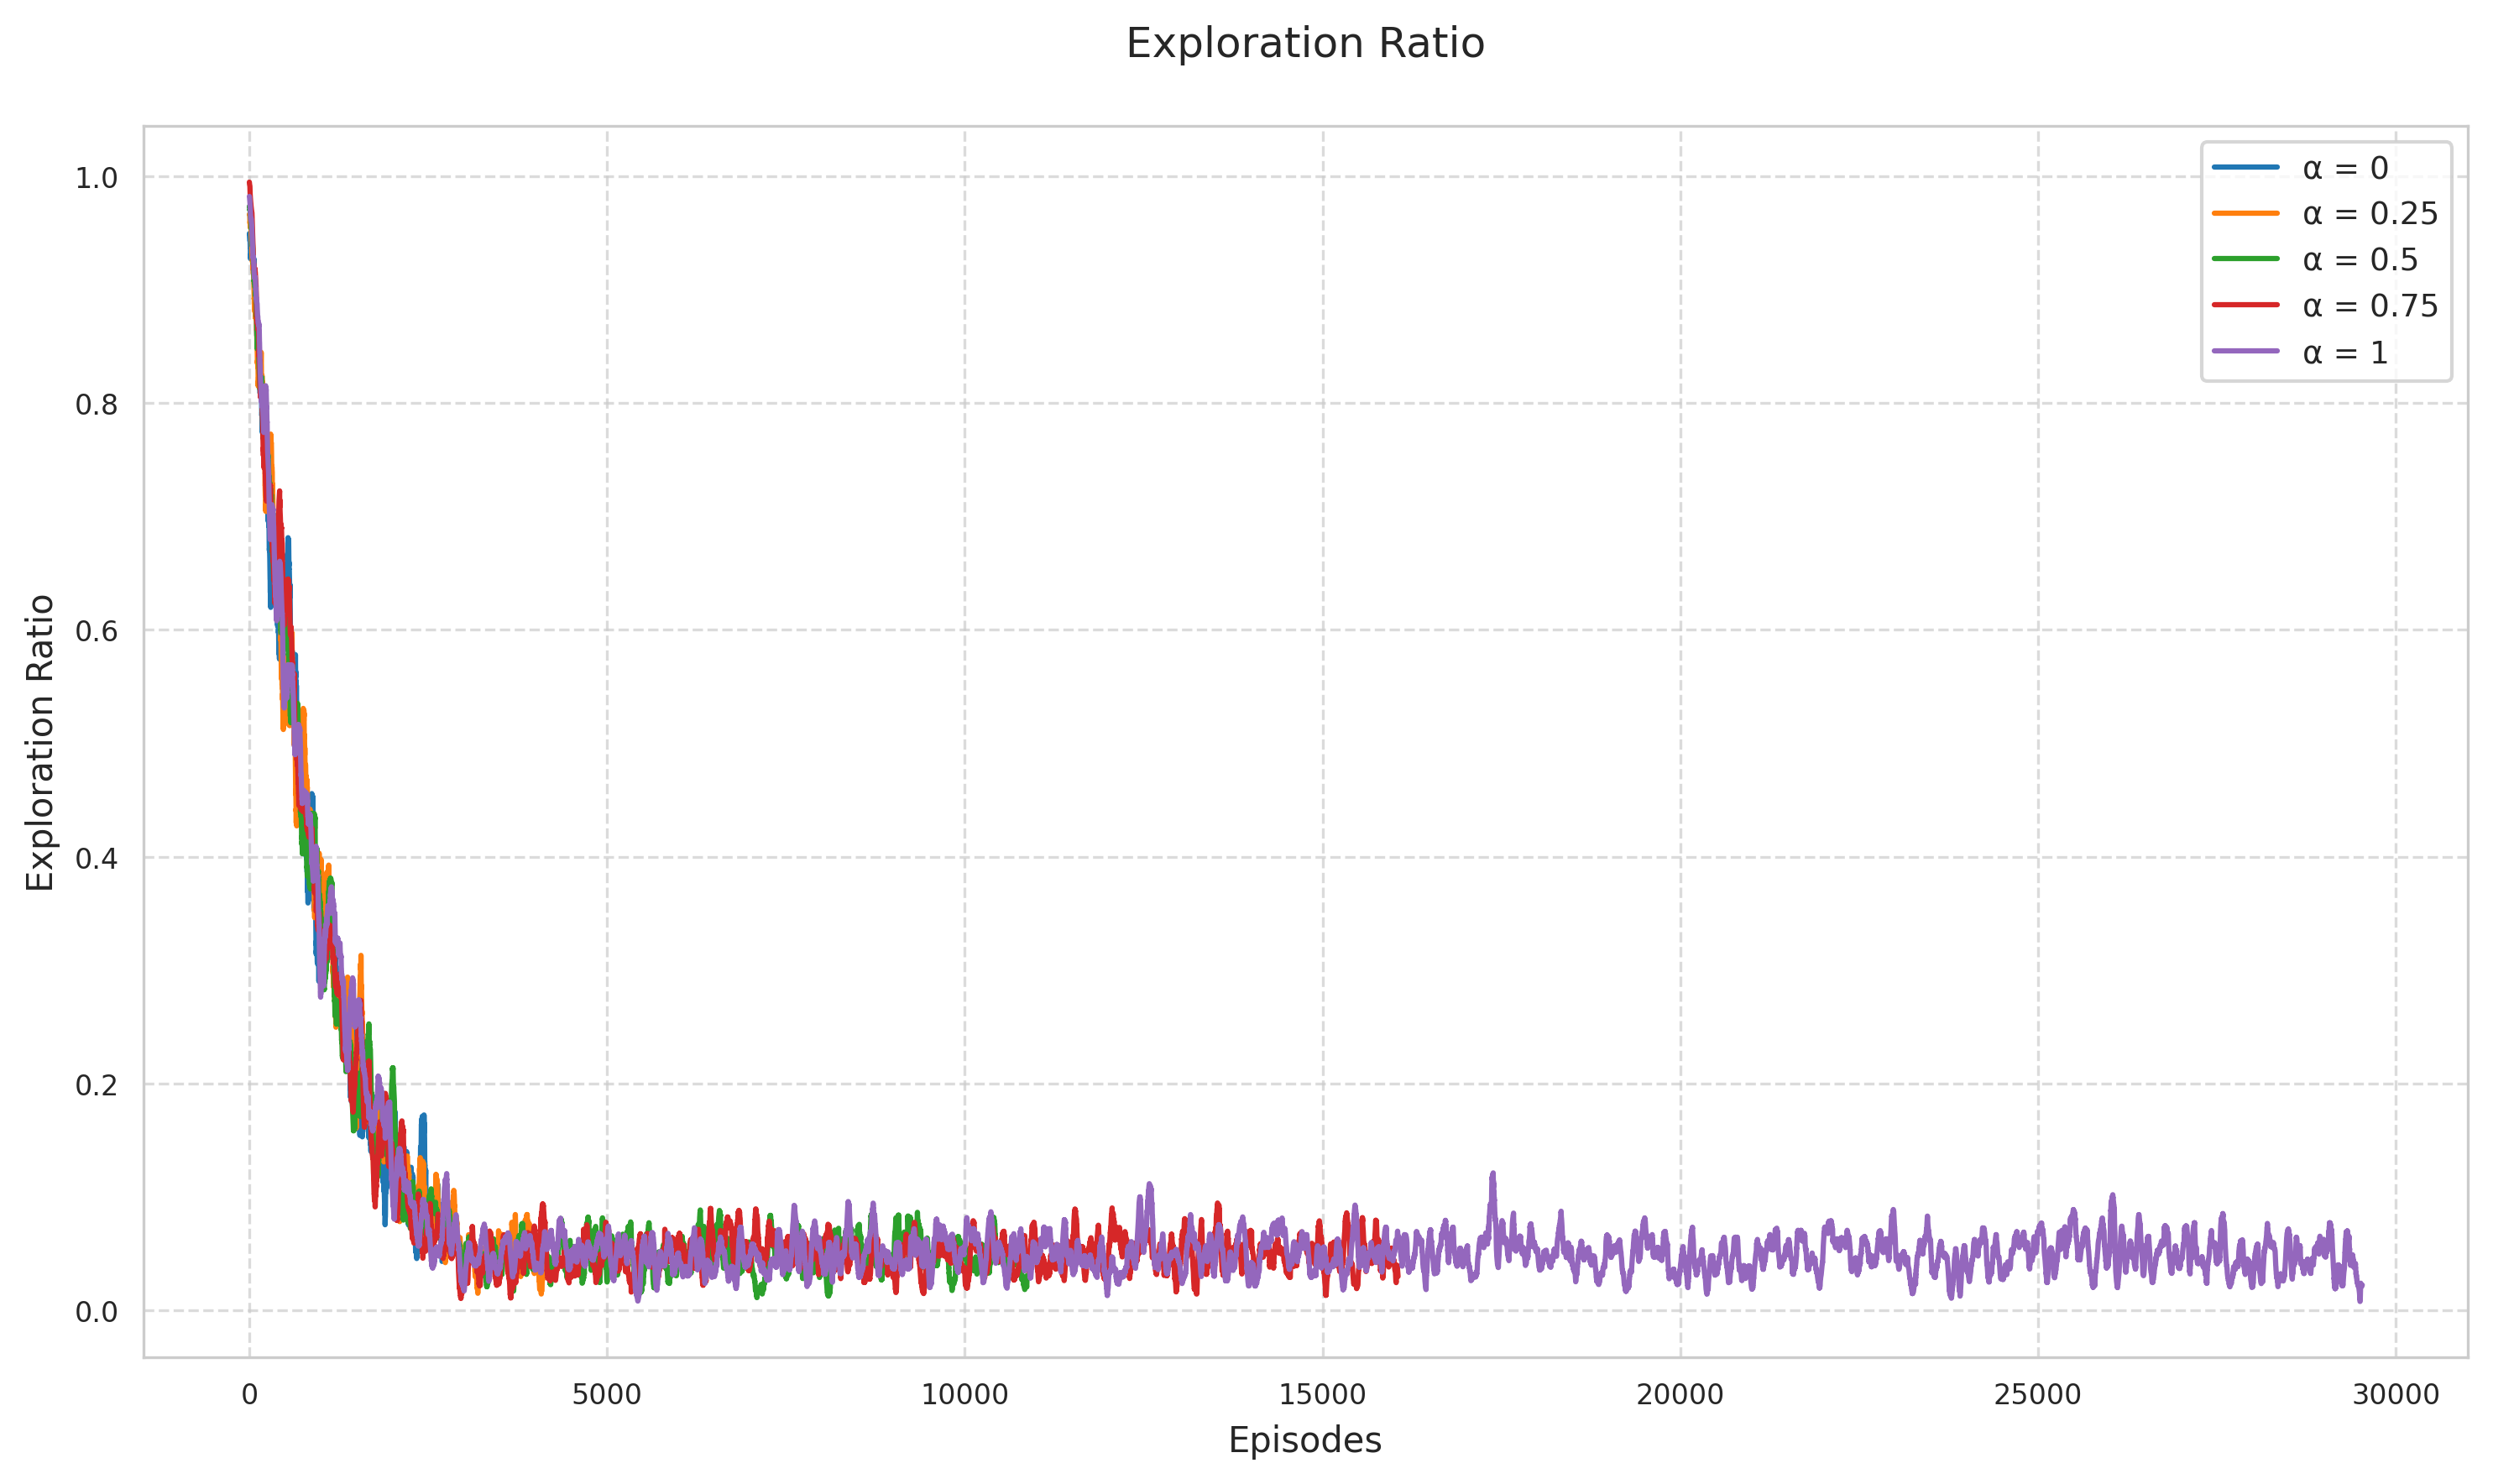 Exploration Ratio
α = 0
α = 0.25
α = 0.5
α = 0.75
α = 1
Exploration Ratio
1.0
0.8
0.6
0.4
0.2
0.0
0 5000 10000 15000 20000 25000 30000
Episodes